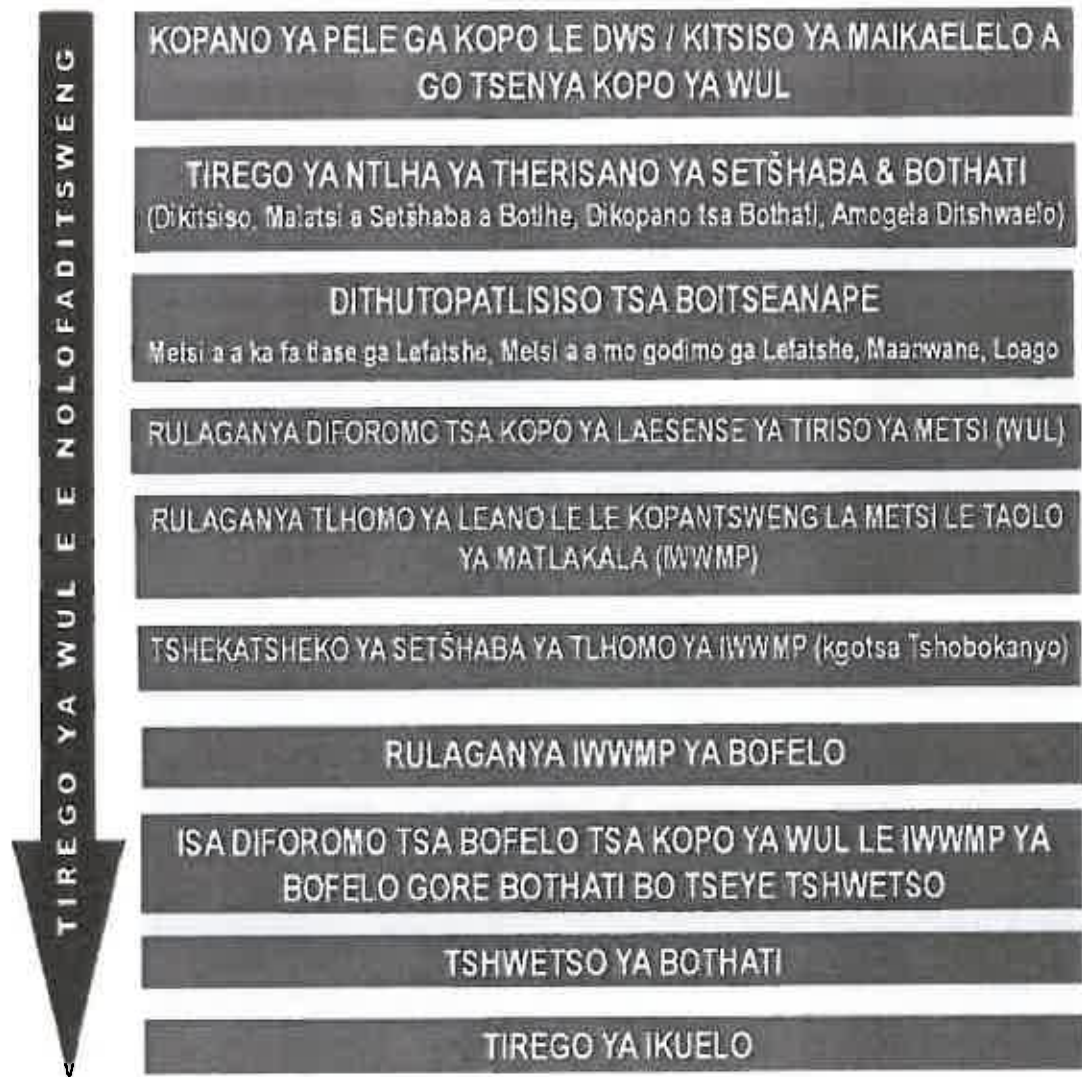 TIREGO YA WUL E E NOLOFADITSWENG
KOPANO YA PELE GA KOPO LE DWS / KITSISO YA MAIKAELELO A
GO TSENYA KOPO YA WUL
TIREGO YA NTLHA YA THERISANO YA SETŠHABA & BOTHATI
(Dikitsiso, Malatsi a Setšhaba a Botlhe, Dikopano tsa Bothati, Amogela Ditshwaelo)
DITHUTOPATLISISO TSA BOITSEANAPE
Metsi a a ka fa tlase ga Lefatshe, Metsi a a mo godimo ga Lefatshe, Maanwane, Loago
RULAGANYA DIFOROMO TSA KOPO YA LAESENSE YA TIRISO YA METSI (WUL)
RULAGANYA TLHOMO YA LEANO LE LE KOPANTSWENG LA METSI LE TAOLO
YA MATLAKALA (IWWMP)
TSHEKATSHEKO YA SETŠHABA YA TLHOMO YA IWWMP (kgotsa Tshobokanyo)
RULAGANYA IWWMP YA BOFELO
ISA DIFOROMO TSA BOFELO TSA KOPO YA WUL LE IWWMP YA
BOFELO GORE BOTHATI BO TSEYE TSHWETSO
TSHWETSO YA BOTHATI
TIREGO YA IKUELO